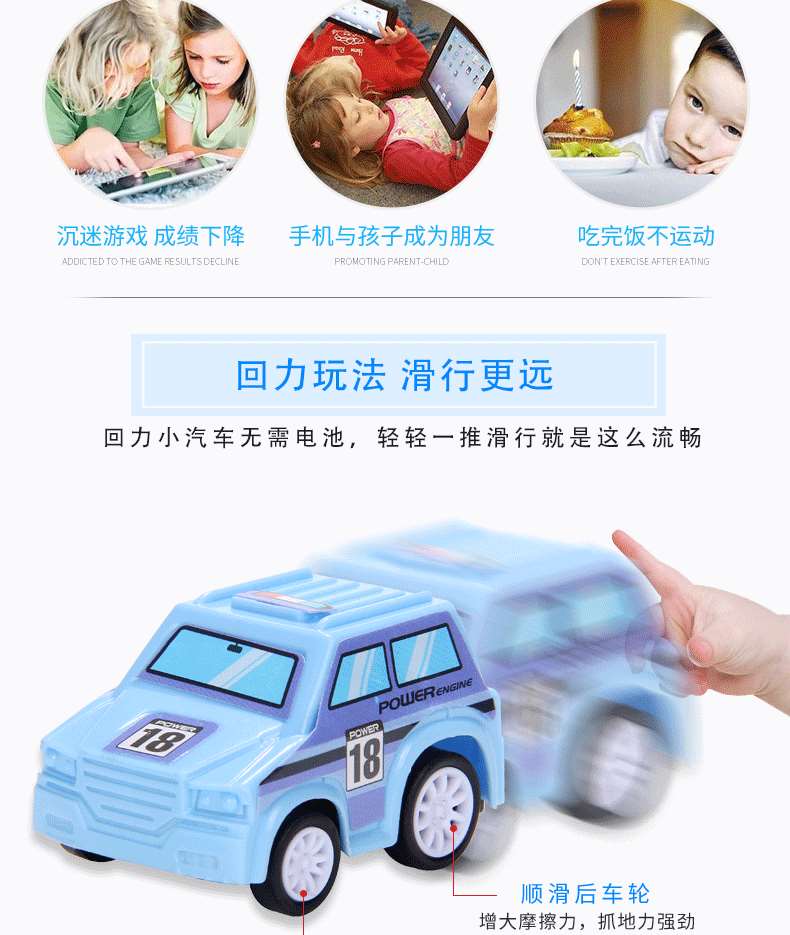 沉迷游戏 成绩下降
手机与孩子成为朋友
吃完饭不运动
ADDICTED TO THE GAME RESULTS DECLINE
PROMOTING PARENT-CHILD
DON'T EXERCISE AFTER EATING
回力玩法 滑行更远
回力小汽车无需电池，轻轻一推滑行就是这么流畅
POWER ENGINE
POWER
18
POWER
18
顺滑后车轮
增大摩擦力，抓地力强劲